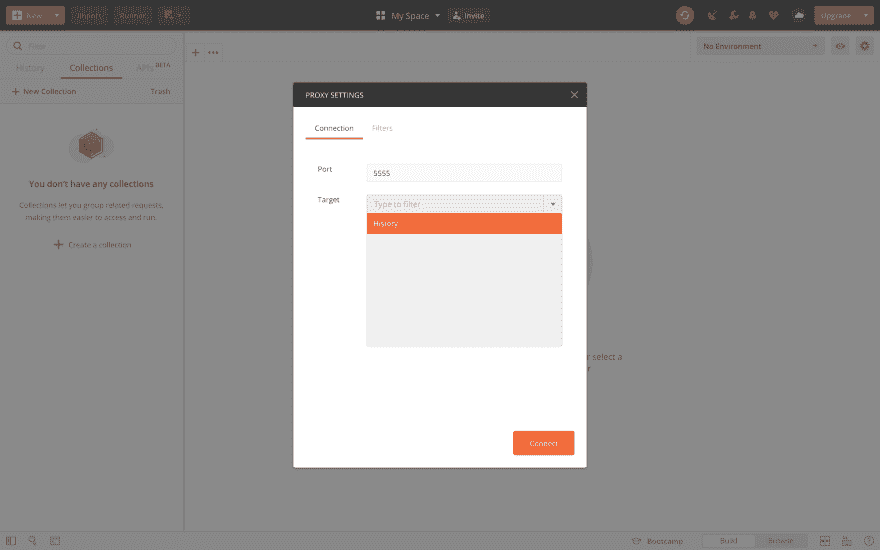 New
Import
Runner
My Space
Invite
Upgrade
Filter
No Environment
History
Collections
APIs BETA
New Collection
Trash
You don't have any collections
Collections let you group related requests,
making them easier to access and run.
Create a collection
PROXY SETTINGS
Connection
Filters
Port
5555
Target
Type to filter
History
Connect
r select a
r
Bootcamp
Build
Browse